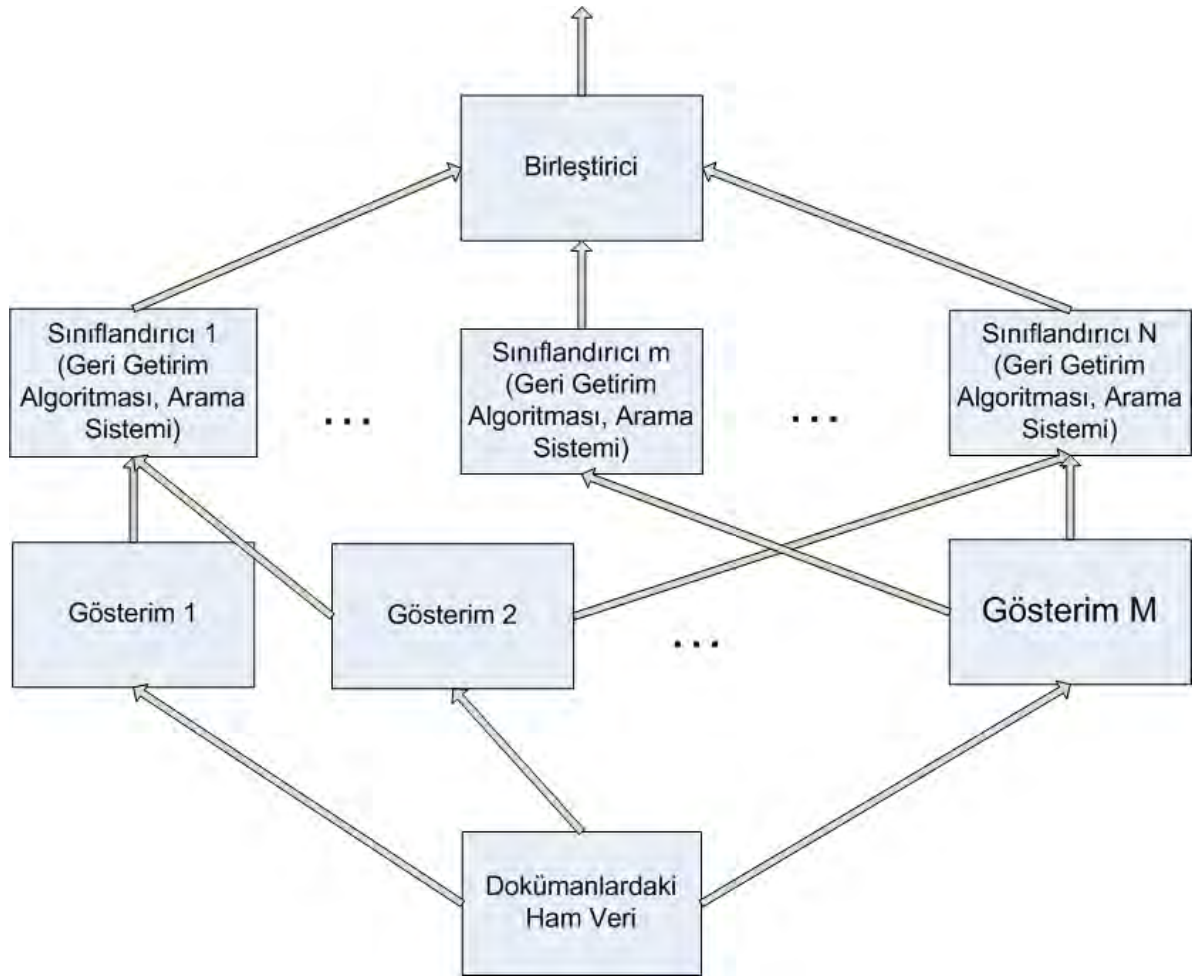 Birleştirici
Sınıflandırıcı 1
(Geri Getirim
Algoritması, Arama
Sistemi)
...
Sınıflandırıcı m
(Geri Getirim
Algoritması, Arama
Sistemi)
...
Sınıflandırıcı N
(Geri Getirim
Algoritması, Arama
Sistemi)
Gösterim 1
Gösterim 2
...
Gösterim M
Dokümanlardaki
Ham Veri